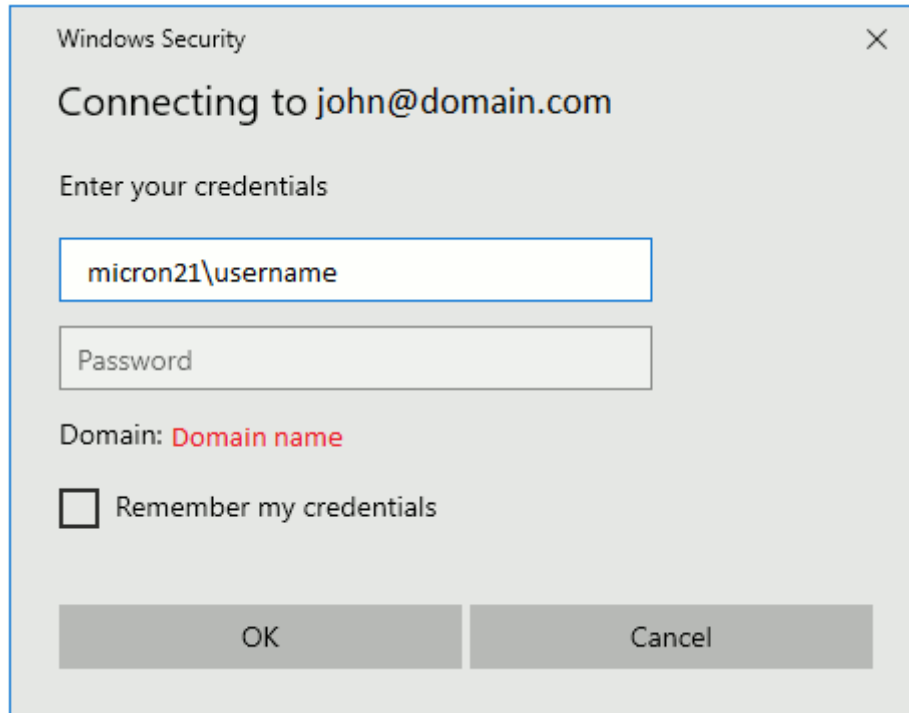 Windows Security
Connecting to john@domain.com
Enter your credentials
micron21\username
Password
Domain: Domain name
Remember my credentials
OK Cancel